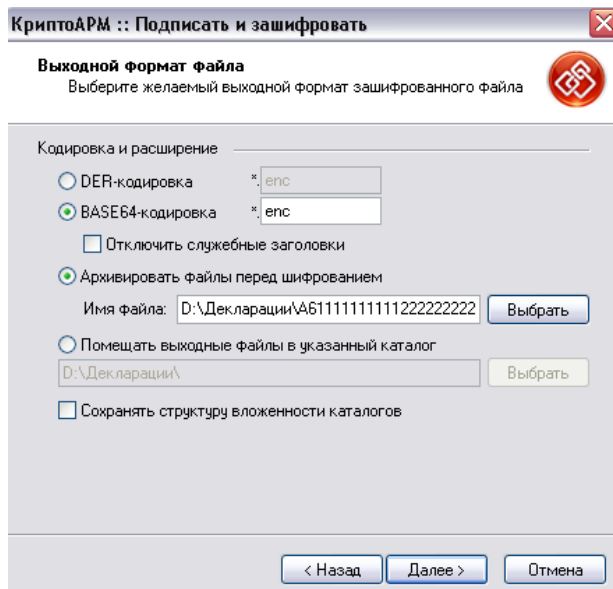 КриптоАРМ :: Подписать и зашифровать
Выходной формат файла
Выберите желаемый выходной формат зашифрованного файла
Кодировка и расширение
DER-кодировка *. enc
BASE64-кодировка *. enc
Отключить служебные заголовки
Архивировать файлы перед шифрованием
Имя файла: D:\Декларации\А61111111111222222222 Выбрать
Помещать выходные файлы в указанный каталог
D:\Декларации\ Выбрать
Сохранять структуру вложенности каталогов
< Назад Далее > Отмена